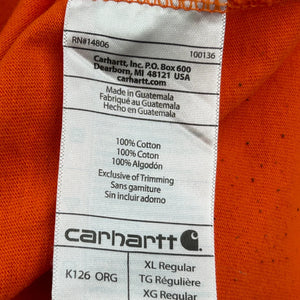 RN#14806 100136
Carhartt, Inc. P.O. Box 600
Dearborn, MI 48121 USA
carhartt.com
Made in Guatemala
Fabriqué au Guatemala
Hecho en Guatemala
100% Cotton
100% Coton
100% Algodón
Exclusive of Trimming
Sans garniture
Sin incluir adorno
carhartt
K126 ORG
XL Regular
TG Régulière
XG Regular